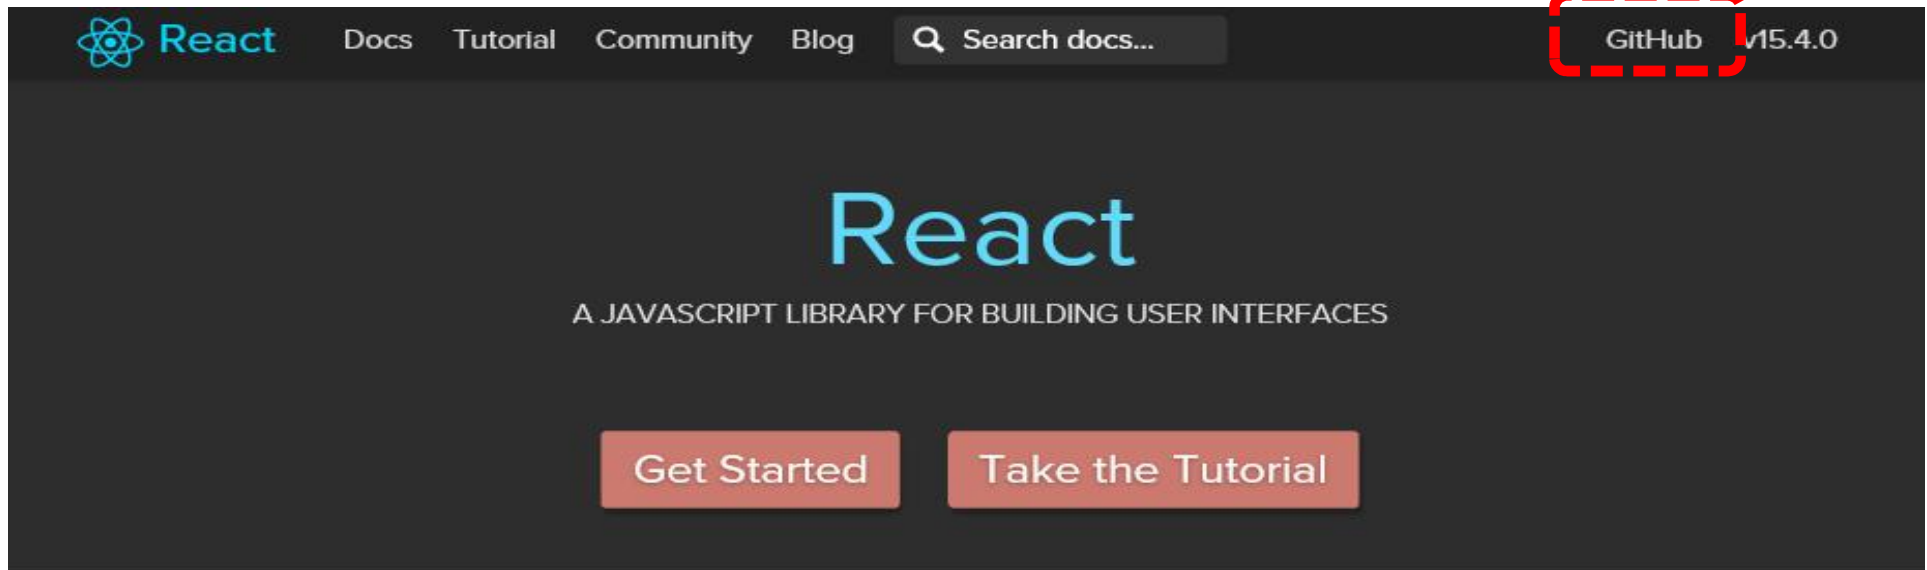 React Docs Tutorial Community Blog Search docs... GitHub v15.4.0
React
A JAVASCRIPT LIBRARY FOR BUILDING USER INTERFACES
Get Started Take the Tutorial